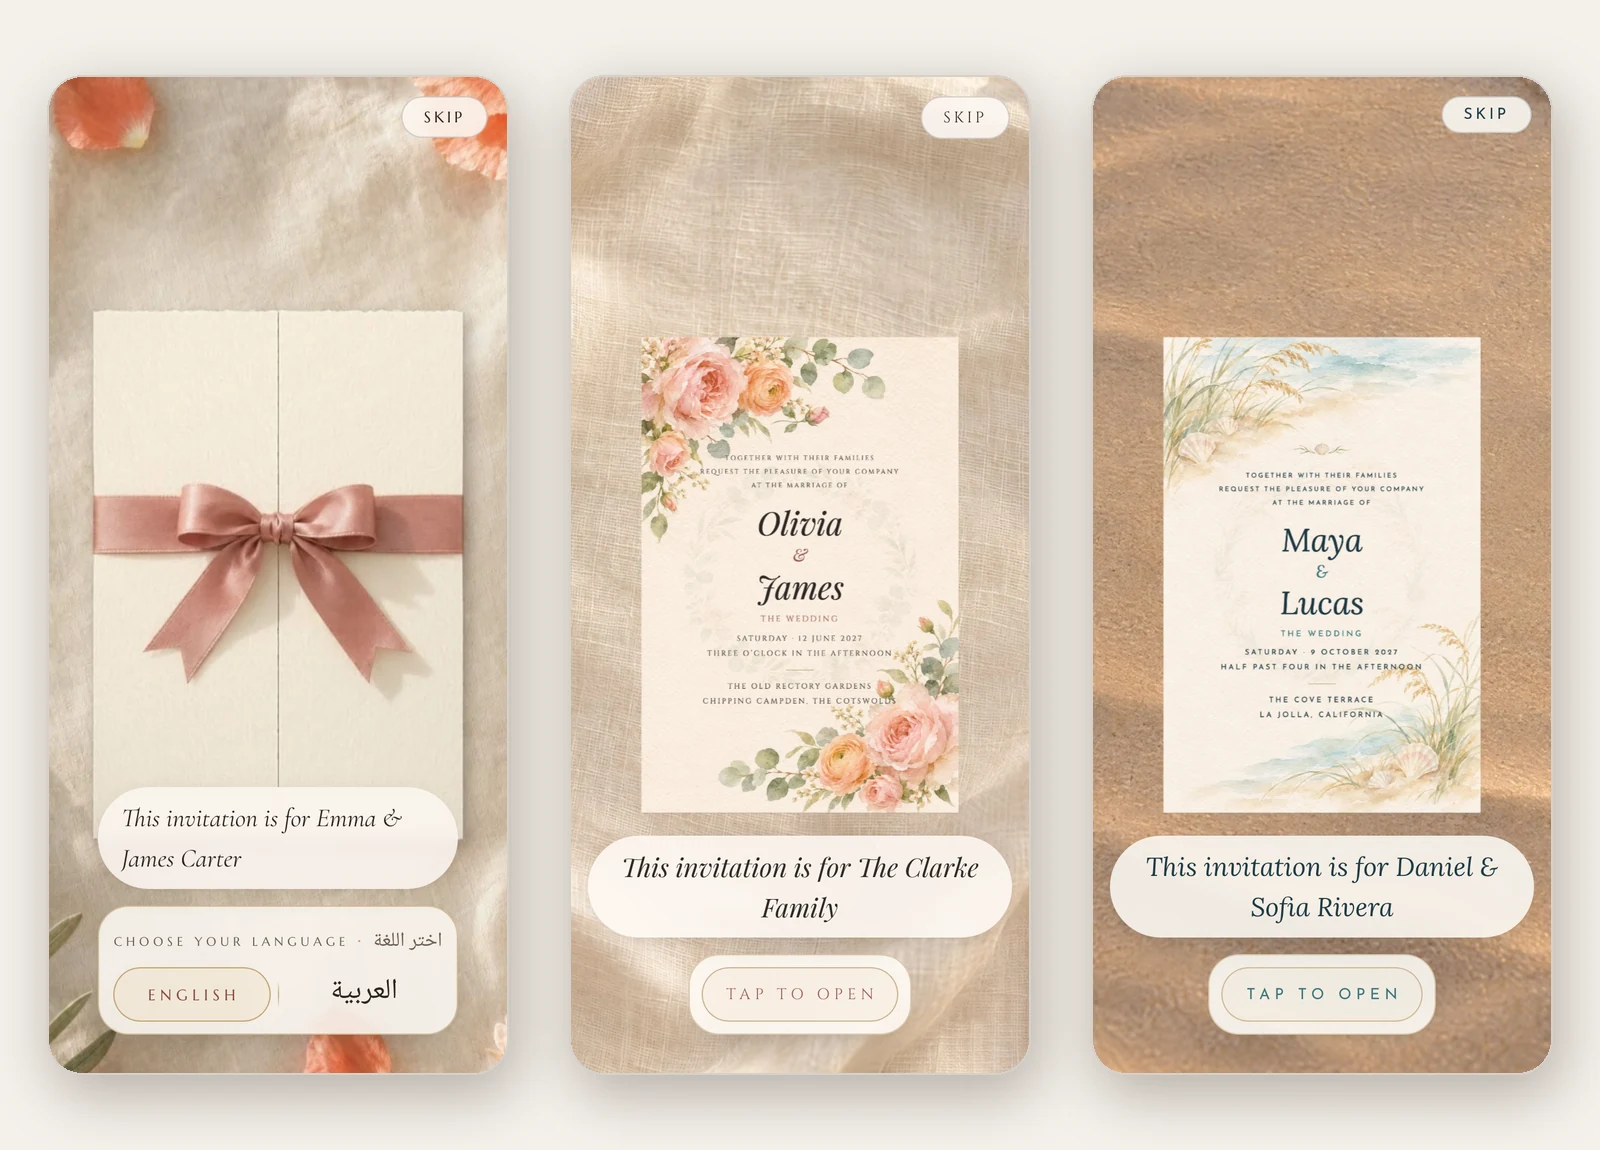 SKIP
This invitation is for Emma &
James Carter
CHOOSE YOUR LANGUAGE · اختر اللغة
ENGLISH
العربية
SKIP
TOGETHER WITH THEIR FAMILIES
REQUEST THE PLEASURE OF YOUR COMPANY
AT THE MARRIAGE OF
Olivia
&
James
THE WEDDING
SATURDAY · 12 JUNE 2027
THREE O'CLOCK IN THE AFTERNOON
THE OLD RECTORY GARDENS
CHIPPING CAMPDEN, THE COTSWOLDS
This invitation is for The Clarke
Family
TAP TO OPEN
SKIP
TOGETHER WITH THEIR FAMILIES
REQUEST THE PLEASURE OF YOUR COMPANY
AT THE MARRIAGE OF
Maya
&
Lucas
THE WEDDING
SATURDAY · 9 OCTOBER 2027
HALF PAST FOUR IN THE AFTERNOON
THE COVE TERRACE
LA JOLLA, CALIFORNIA
This invitation is for Daniel &
Sofia Rivera
TAP TO OPEN